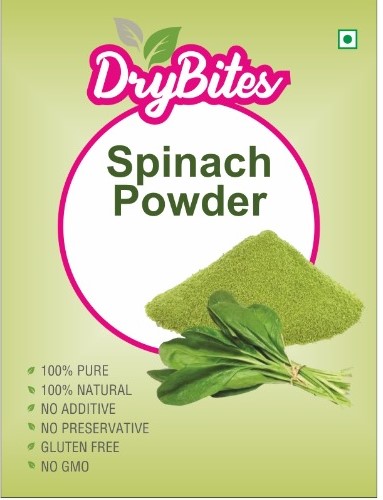 DryBites
Spinach
Powder
100% PURE
100% NATURAL
NO ADDITIVE
NO PRESERVATIVE
GLUTEN FREE
NO GMO